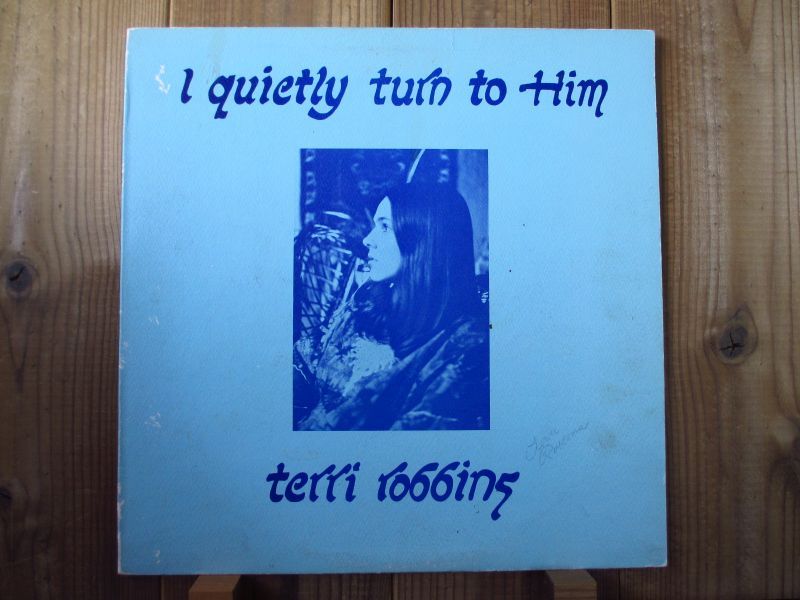 I quietly turn to Him
terri robbins